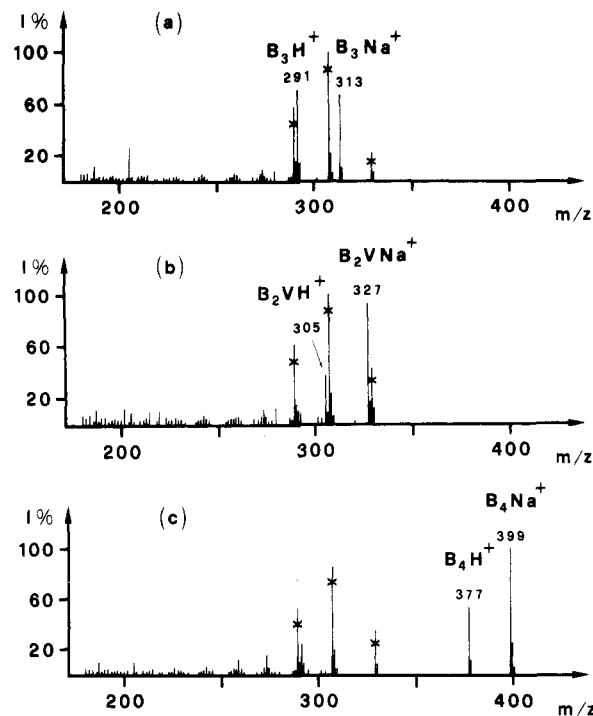 I% (a)
B3H+ B3Na+
100
291 313
60
20
200 300 400
m/z
I% (b)
B2VNa+
B2VH+
327
100
305
60
20
200 300 400
m/z
I% (c)
B4Na+
399
100
B4H+
377
60
20
200 300 400
m/z